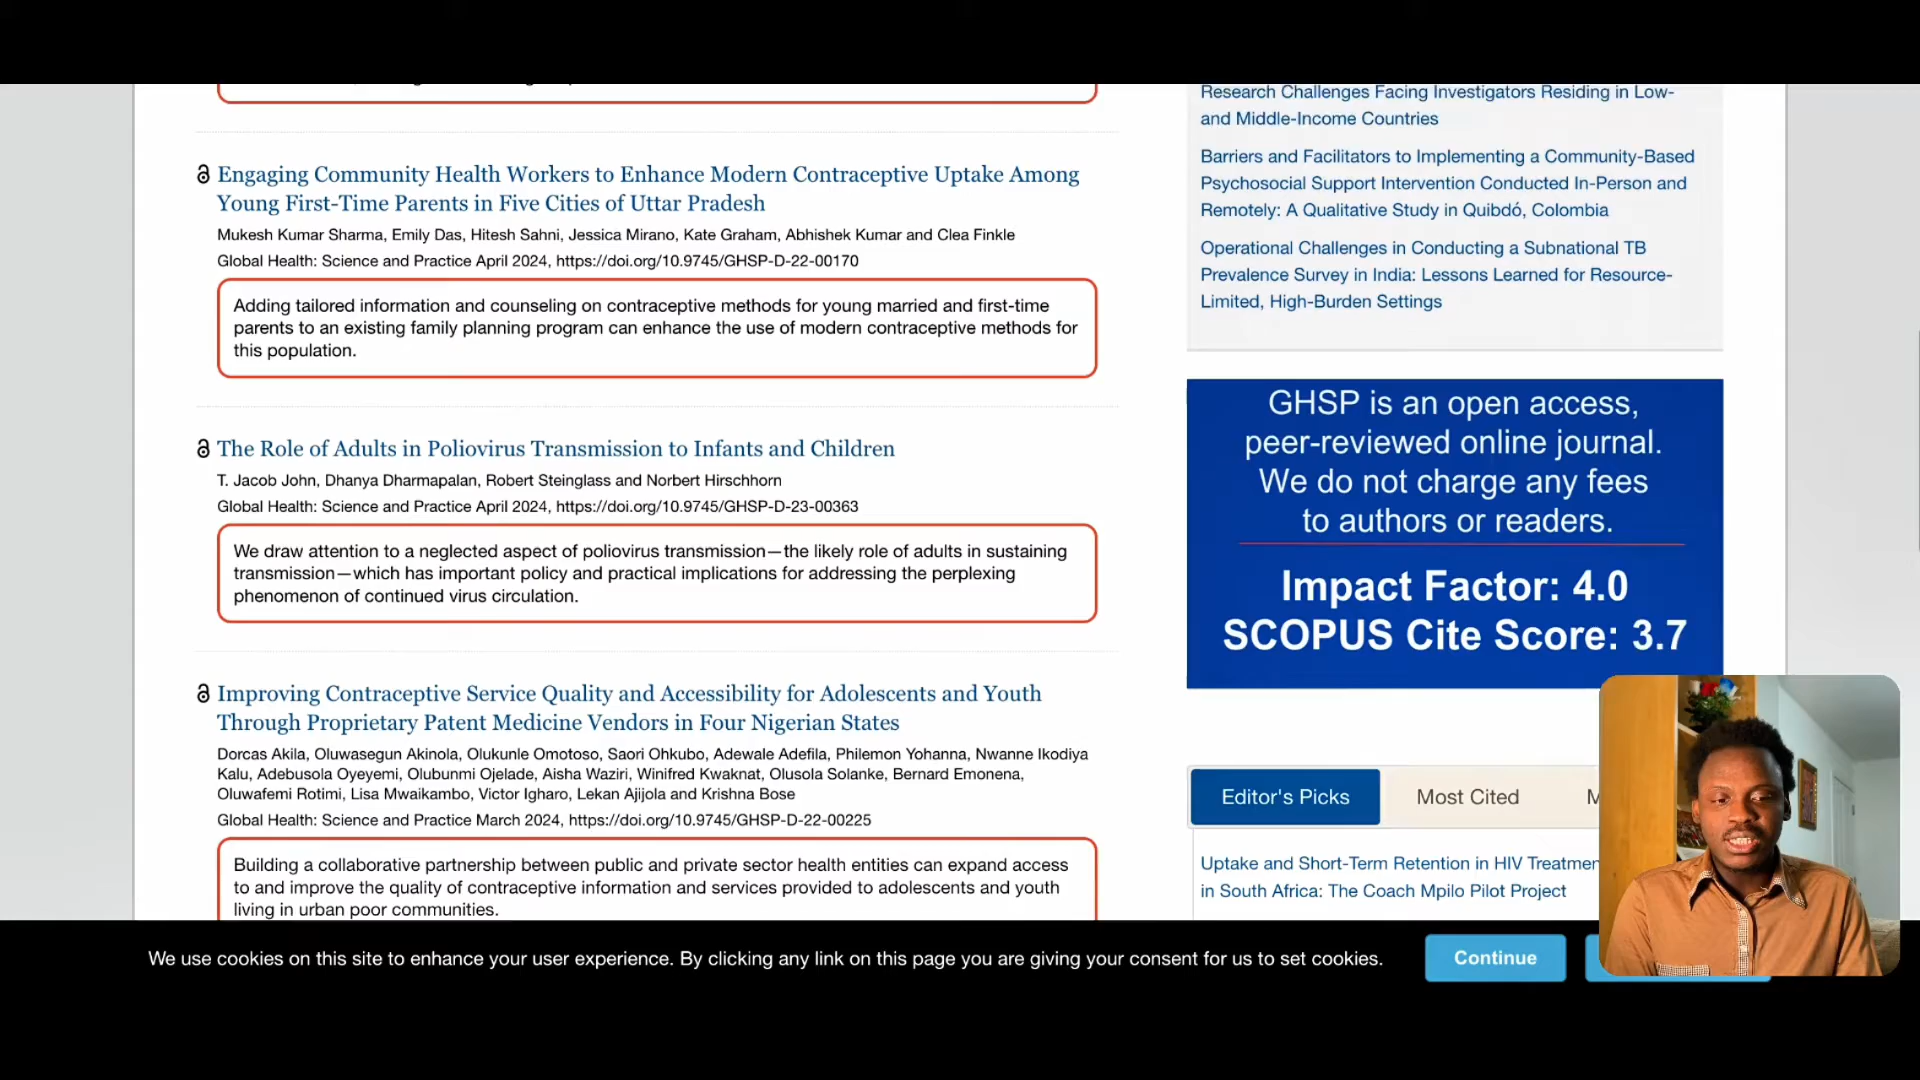 Engaging Community Health Workers to Enhance Modern Contraceptive Uptake Among
Young First-Time Parents in Five Cities of Uttar Pradesh
Mukesh Kumar Sharma, Emily Das, Hitesh Sahni, Jessica Mirano, Kate Graham, Abhishek Kumar and Clea Finkle
Global Health: Science and Practice April 2024, https://doi.org/10.9745/GHSP-D-22-00170
Adding tailored information and counseling on contraceptive methods for young married and first-time
parents to an existing family planning program can enhance the use of modern contraceptive methods for
this population.
The Role of Adults in Poliovirus Transmission to Infants and Children
T. Jacob John, Dhanya Dharmapalan, Robert Steinglass and Norbert Hirschhorn
Global Health: Science and Practice April 2024, https://doi.org/10.9745/GHSP-D-23-00363
We draw attention to a neglected aspect of poliovirus transmission—the likely role of adults in sustaining
transmission—which has important policy and practical implications for addressing the perplexing
phenomenon of continued virus circulation.
Improving Contraceptive Service Quality and Accessibility for Adolescents and Youth
Through Proprietary Patent Medicine Vendors in Four Nigerian States
Dorcas Akila, Oluwasegun Akinola, Olukunle Omotoso, Saori Ohkubo, Adewale Adefila, Philemon Yohanna, Nwanne Ikodiya
Kalu, Adebusola Oyeyemi, Olubunmi Ojelade, Aisha Waziri, Winifred Kwaknat, Olusola Solanke, Bernard Emonena,
Oluwafemi Rotimi, Lisa Mwaikambo, Victor Igharo, Lekan Ajijola and Krishna Bose
Global Health: Science and Practice March 2024, https://doi.org/10.9745/GHSP-D-22-00225
Building a collaborative partnership between public and private sector health entities can expand access
to and improve the quality of contraceptive information and services provided to adolescents and youth
living in urban poor communities.
Research Challenges Facing Investigators Residing in Low-
and Middle-Income Countries
Barriers and Facilitators to Implementing a Community-Based
Psychosocial Support Intervention Conducted In-Person and
Remotely: A Qualitative Study in Quibdó, Colombia
Operational Challenges in Conducting a Subnational TB
Prevalence Survey in India: Lessons Learned for Resource-
Limited, High-Burden Settings
GHSP is an open access,
peer-reviewed online journal.
We do not charge any fees
to authors or readers.
Impact Factor: 4.0
SCOPUS Cite Score: 3.7
Editor's Picks
Most Cited
Uptake and Short-Term Retention in HIV
in South Africa: The Coach Mpilo Pilot Project
We use cookies on this site to enhance your user experience. By clicking any link on this page you are giving your consent for us to set cookies.
Continue